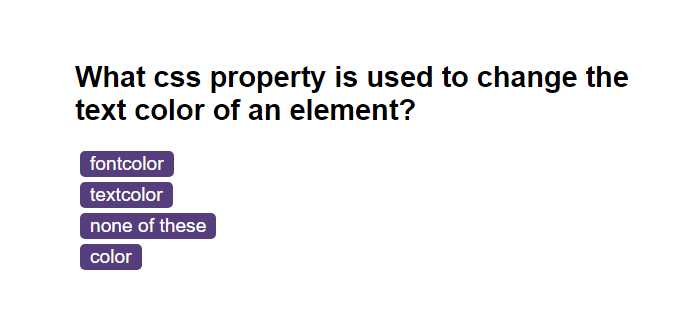 What css property is used to change the
text color of an element?
fontcolor
textcolor
none of these
color